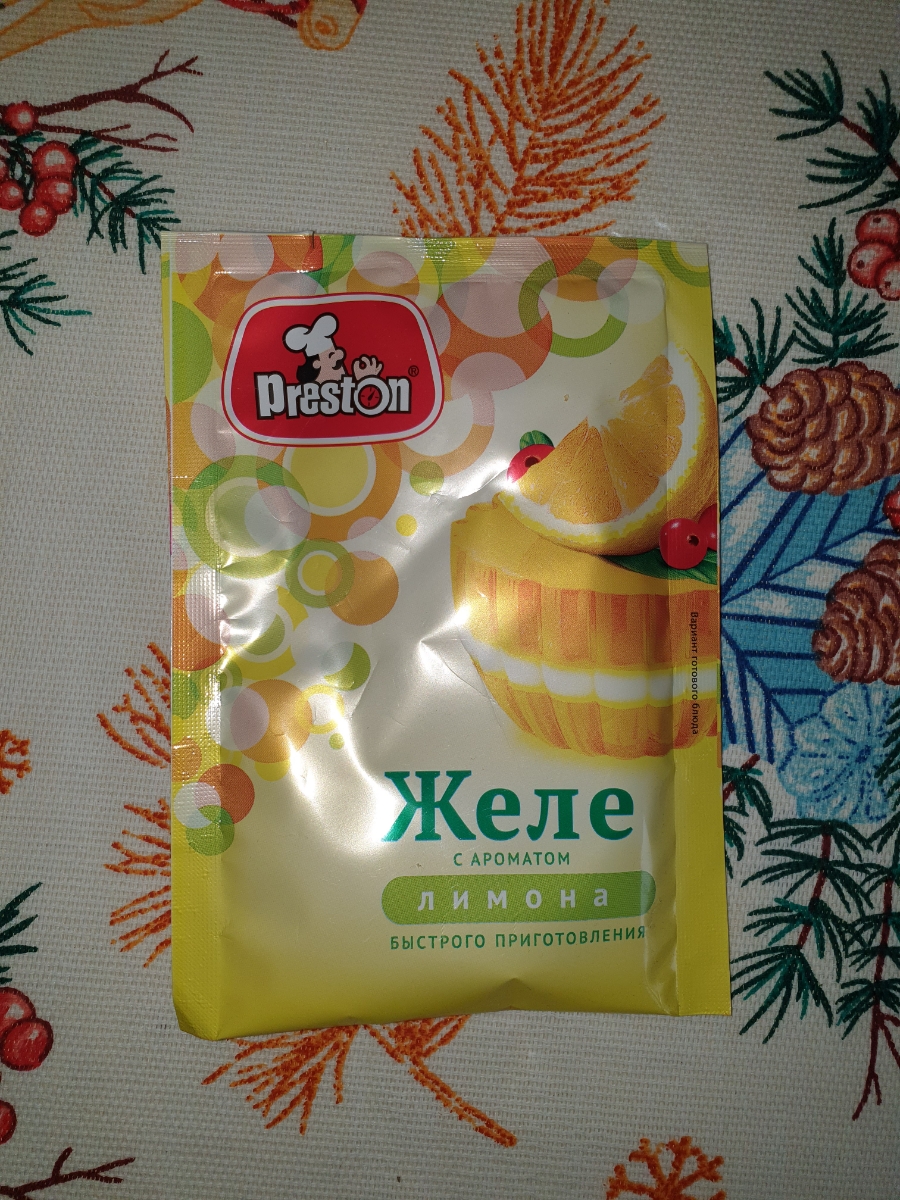 Preston®
Вариант готового блюда
Желе
С АРОМАТОМ
ЛИМОНА
БЫСТРОГО ПРИГОТОВЛЕНИЯ